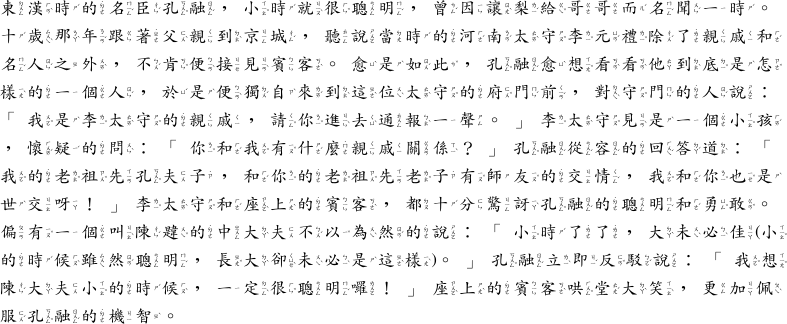 東漢時的名臣孔融，小時就很聰明，曾因讓梨給哥哥而名聞一時。
十歲那年跟著父親到京城，聽說當時的河南太守李元禮除了親戚和
名人之外，不肯便接見賓客。愈是如此，孔融愈想看看他到底是怎
樣的一個人，於是便獨自來到這位太守的府門前，對守門的人說：
「我是李太守的親戚，請你進去通報一聲。」李太守見是一個小孩
，懷疑的問：「你和我有什麼親戚關係？」孔融從容的回答道：「
我的老祖先孔夫子，和你的老祖先老子有師友的交情，我和你也是
世交呀！」李太守和座上的賓客，都十分驚訝孔融的聰明和勇敢。
偏有一個叫陳韙的中大夫不以為然的說：「小時了了，大未必佳(小
的時候雖然聰明，長大卻未必是這樣)。」孔融立即反駁說：「我想
陳大夫小的時候，一定很聰明囉！」座上的賓客哄堂大笑，更加佩
服孔融的機智。